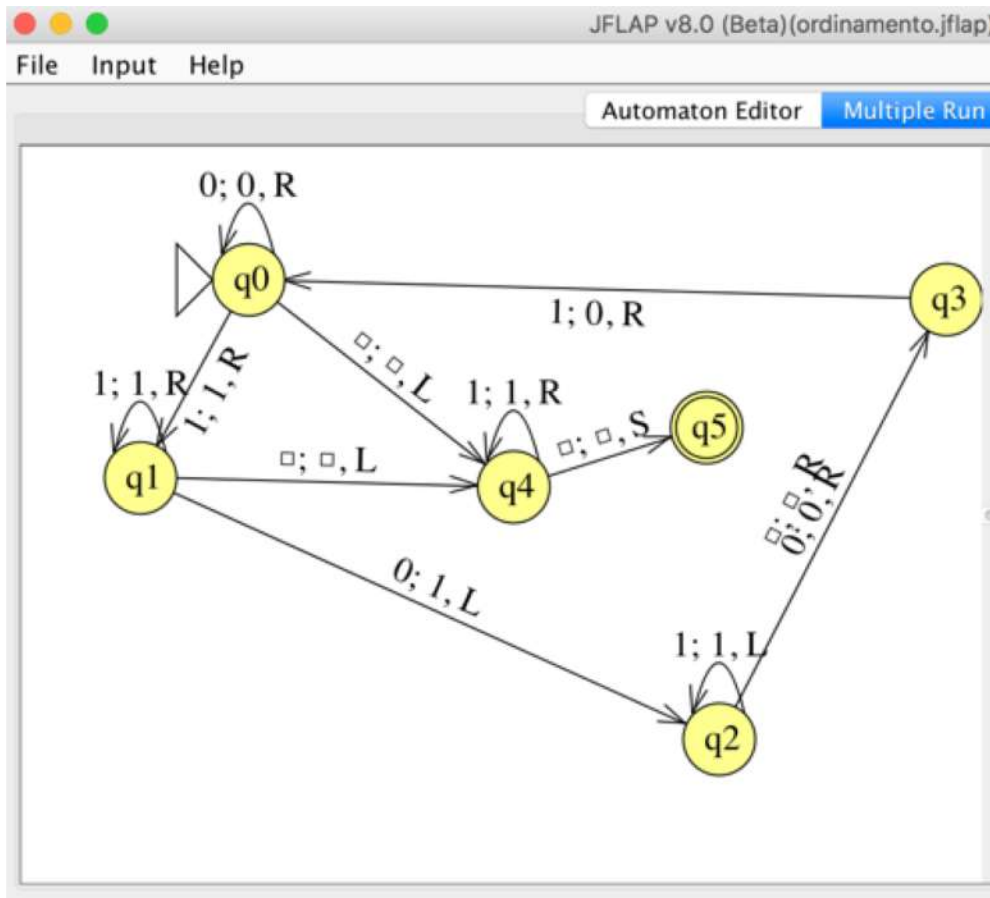 JFLAP v8.0 (Beta)(ordinamento.jflap)
File Input Help
Automaton Editor Multiple Run
0; 0, R
q0
q3
1; 0, R
□; □, L
1; 1, R
1; 1, R
1; 1, R
□; □, S
q5
q1
□; □, L
q4
□; □, R
0; 0, R
0; 1, L
1; 1, L
q2